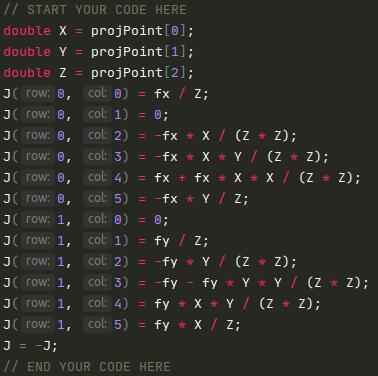 // START YOUR CODE HERE
double X = projPoint[0];
double Y = projPoint[1];
double Z = projPoint[2];
J( row: 0, col: 0) = fx / Z;
J( row: 0, col: 1) = 0;
J( row: 0, col: 2) = -fx * X / (Z * Z);
J( row: 0, col: 3) = -fx * X * Y / (Z * Z);
J( row: 0, col: 4) = fx + fx * X * X / (Z * Z);
J( row: 0, col: 5) = -fx * Y / Z;
J( row: 1, col: 0) = 0;
J( row: 1, col: 1) = fy / Z;
J( row: 1, col: 2) = -fy * Y / (Z * Z);
J( row: 1, col: 3) = -fy - fy * Y * Y / (Z * Z);
J( row: 1, col: 4) = fy * X * Y / (Z * Z);
J( row: 1, col: 5) = fy * X / Z;
J = -J;
// END YOUR CODE HERE